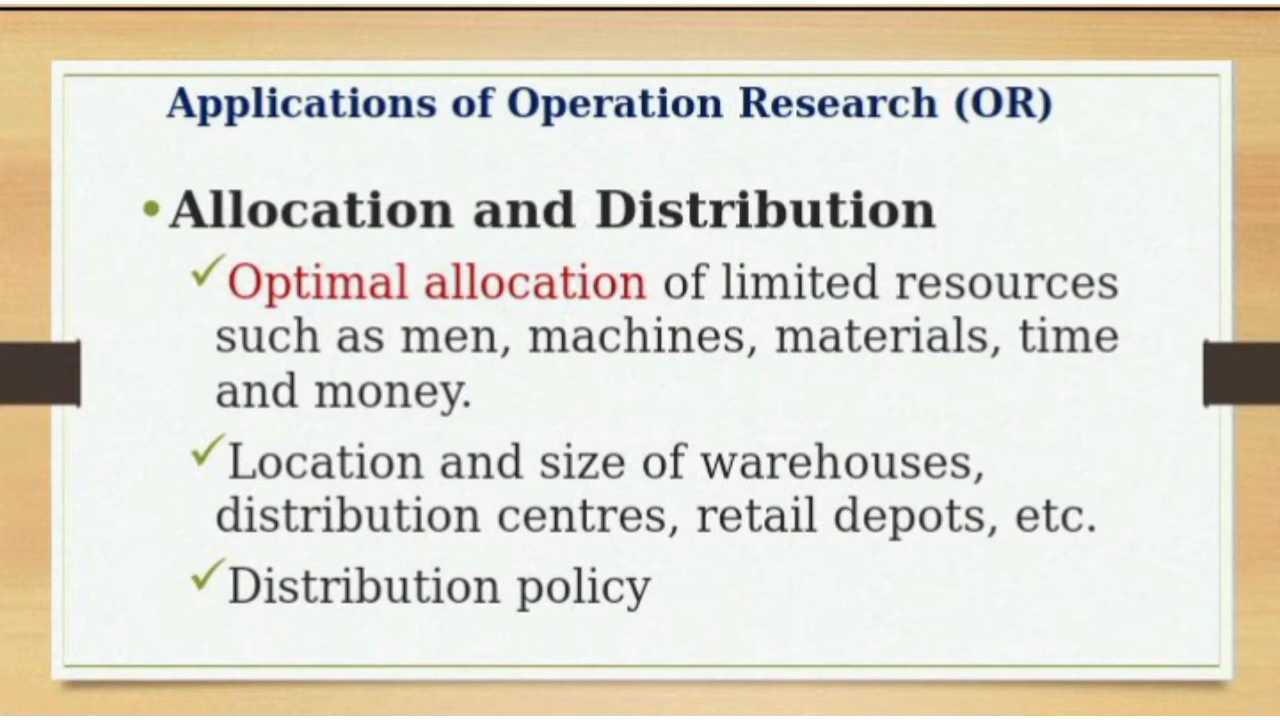 Applications of Operation Research (OR)
•Allocation and Distribution
✓Optimal allocation of limited resources
such as men, machines, materials, time
and money.
✓Location and size of warehouses,
distribution centres, retail depots, etc.
✓Distribution policy